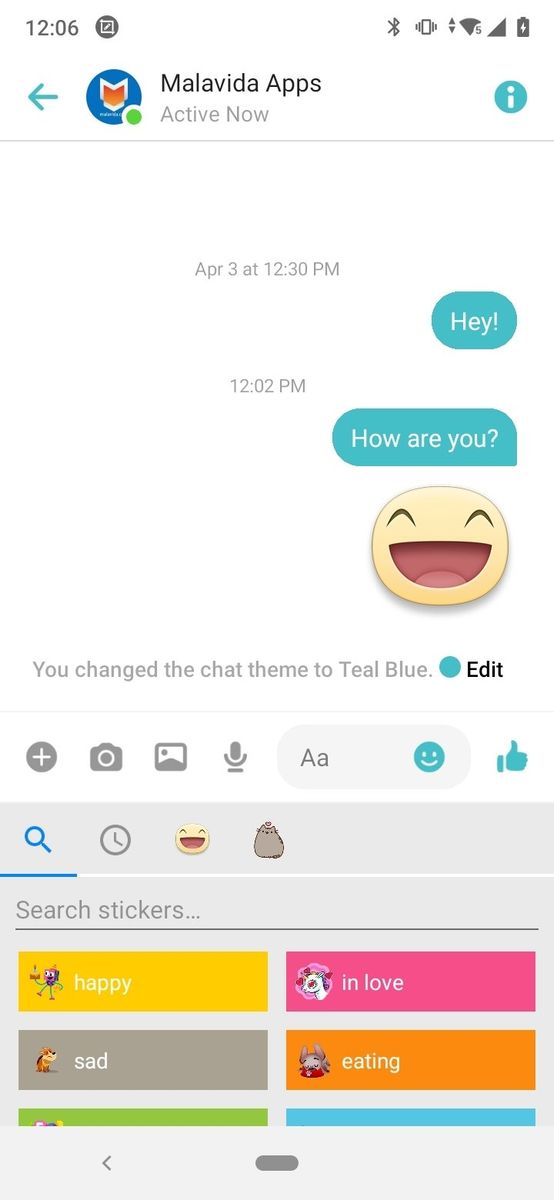 12:06
5
Malavida Apps
Active Now
Apr 3 at 12:30 PM
Hey!
12:02 PM
How are you?
You changed the chat theme to Teal Blue. Edit
Aa
Search stickers...
happy
in love
sad
eating